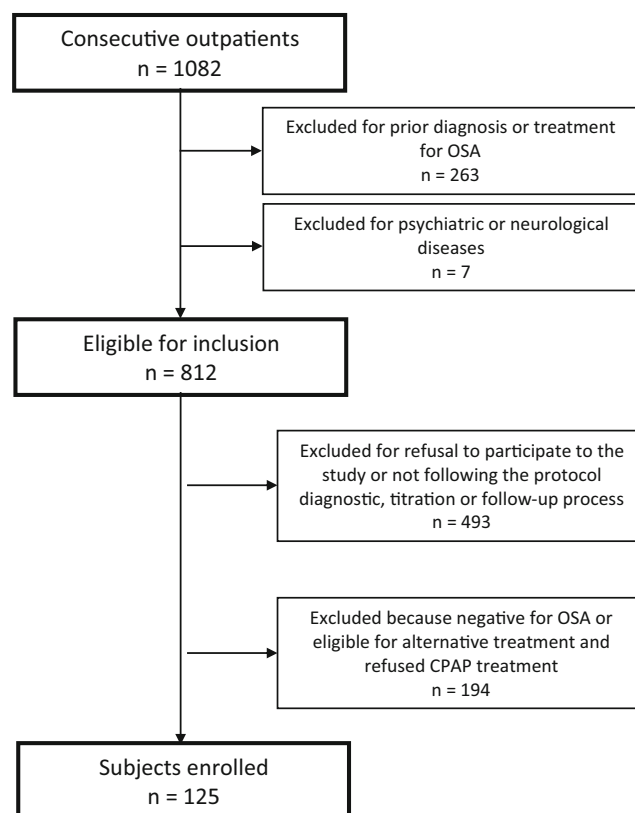 Consecutive outpatients
n = 1082
Excluded for prior diagnosis or treatment
for OSA
n = 263
Excluded for psychiatric or neurological
diseases
n = 7
Eligible for inclusion
n = 812
Excluded for refusal to participate to the
study or not following the protocol
diagnostic, titration or follow-up process
n = 493
Excluded because negative for OSA or
eligible for alternative treatment and
refused CPAP treatment
n = 194
Subjects enrolled
n = 125